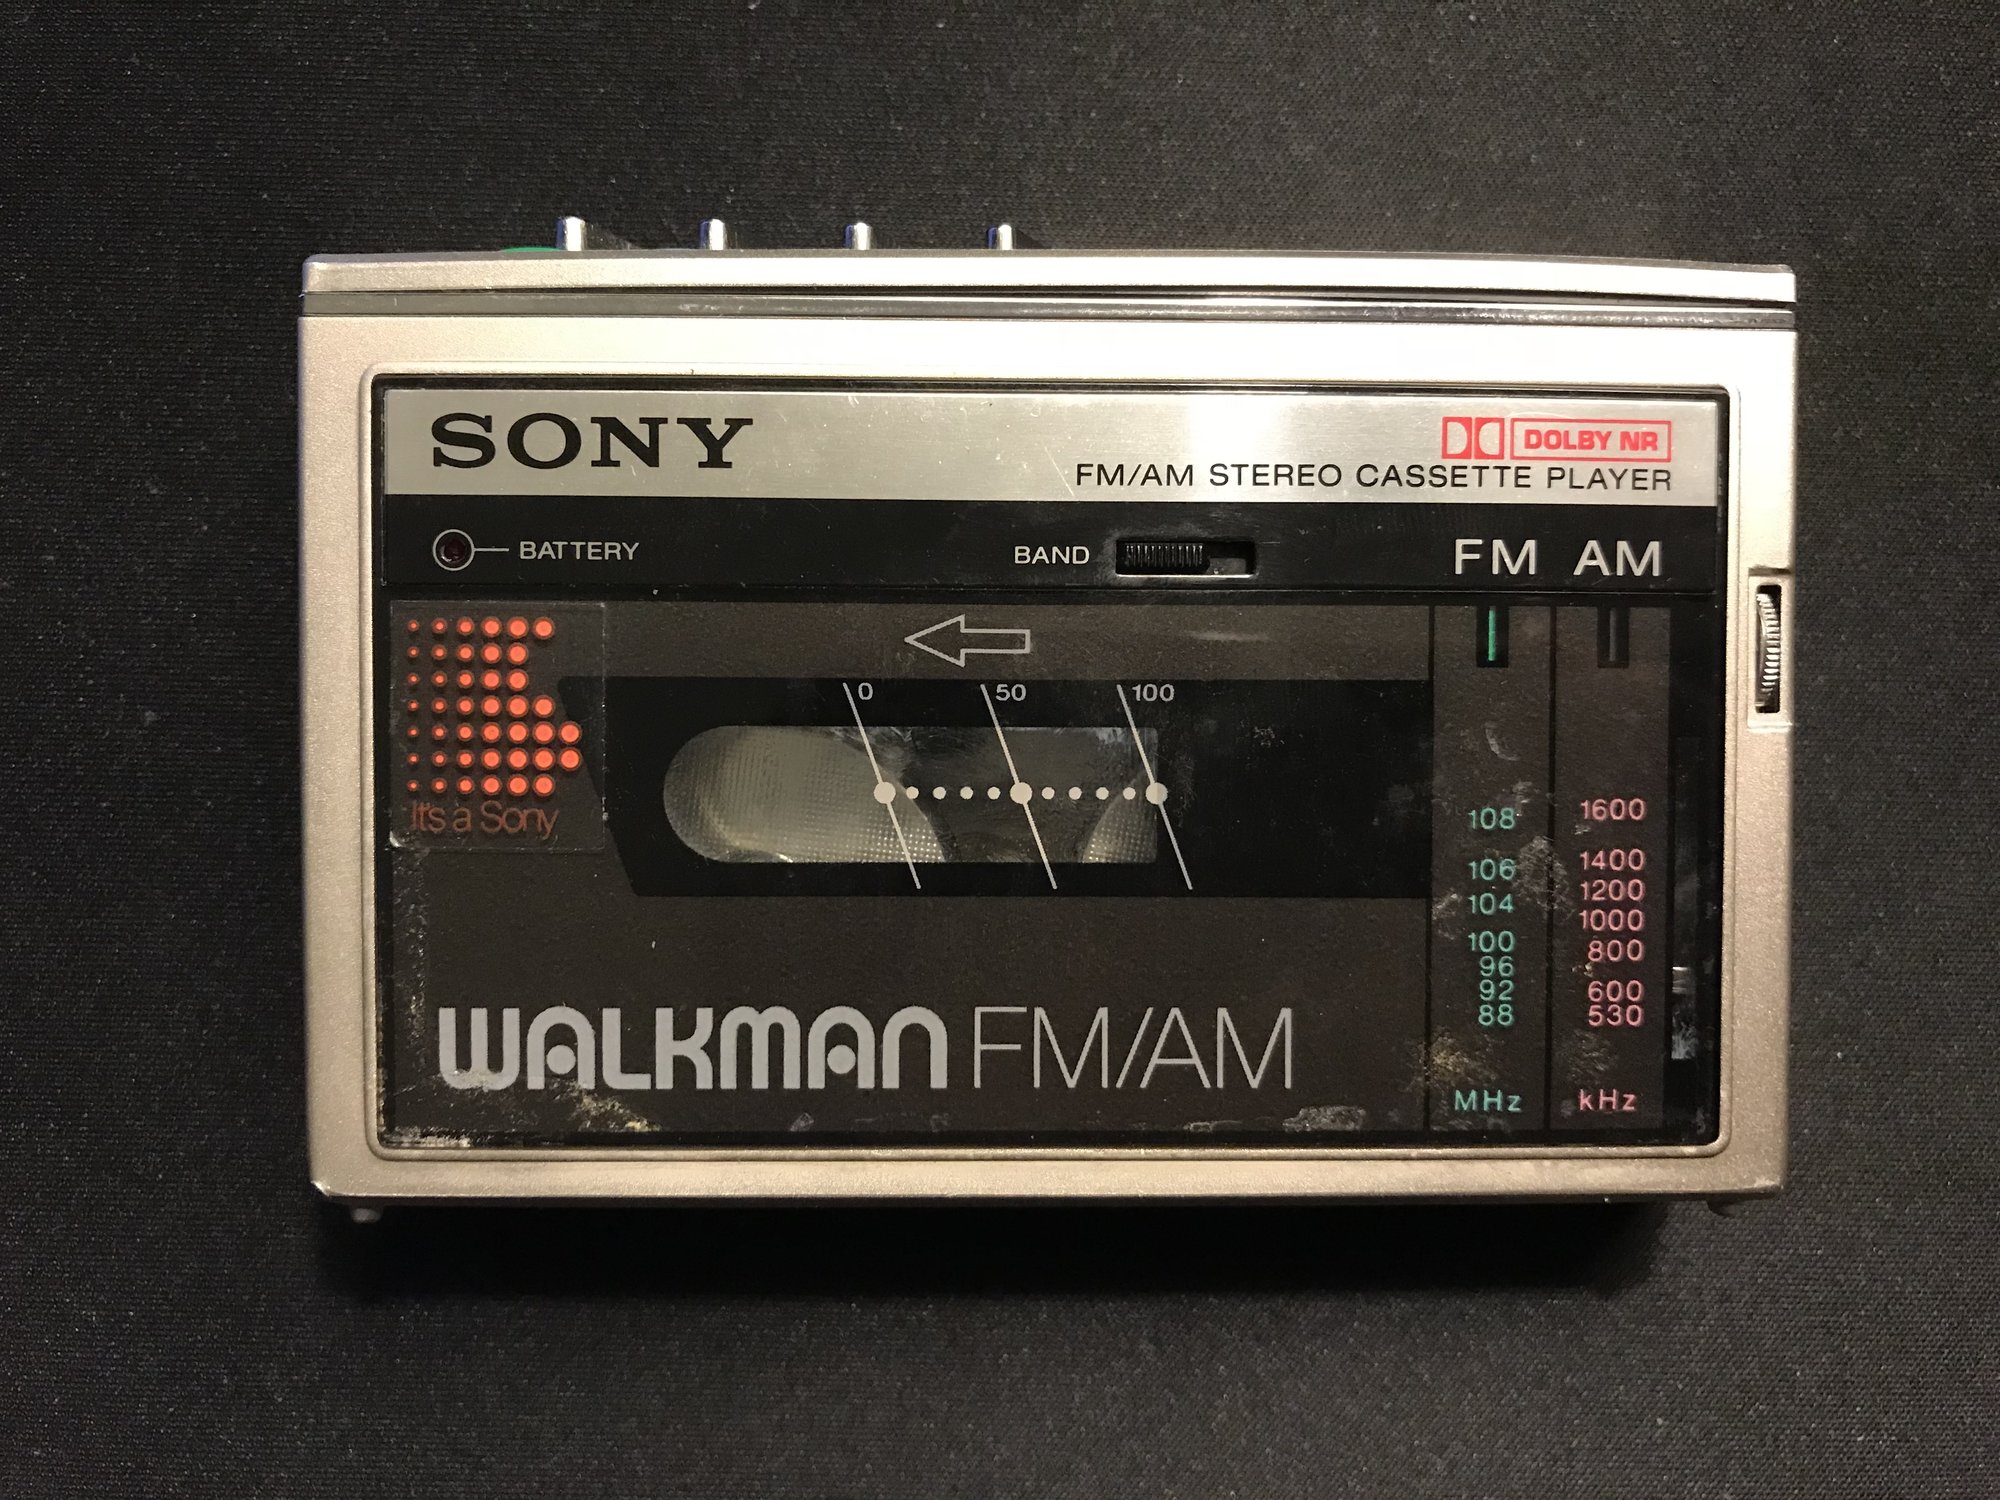 SONY
DOLBY NR
FM/AM STEREO CASSETTE PLAYER
BATTERY
BAND
FM AM
0 50 100
It's a Sony
108 1600
106 1400
104 1200
100 1000
96 800
92 600
88 530
MHz kHz
WALKMAN FM/AM